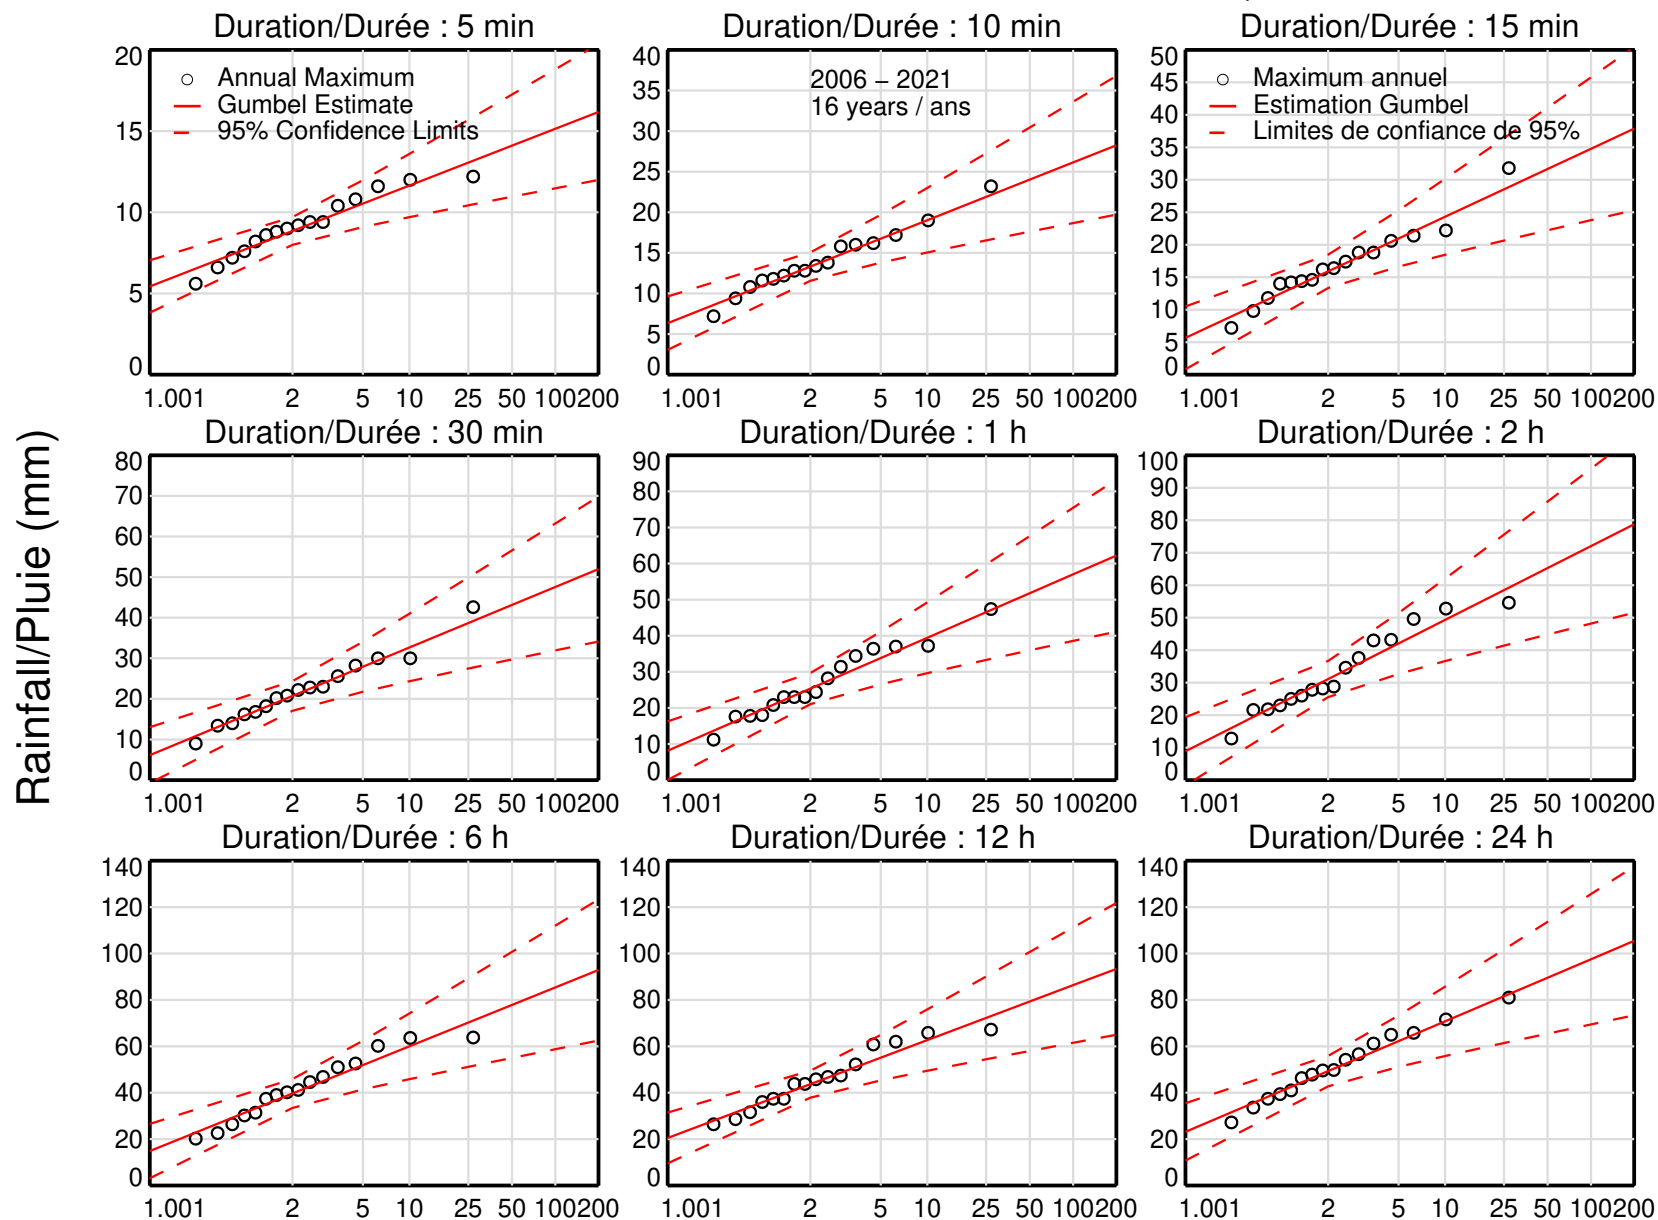 Duration/Durée : 5 min
20
15
10
5
0
Annual Maximum
Gumbel Estimate
95% Confidence Limits
1.001 2 5 10 25 50 100200
Duration/Durée : 10 min
40
35
30
25
20
15
10
5
0
2006 – 2021
16 years / ans
1.001 2 5 10 25 50 100200
Duration/Durée : 15 min
50
45
40
35
30
25
20
15
10
5
0
Maximum annuel
Estimation Gumbel
Limites de confiance de 95%
1.001 2 5 10 25 50 100200
Rainfall/Pluie (mm)
Duration/Durée : 30 min
80
70
60
50
40
30
20
10
0
1.001 2 5 10 25 50 100200
Duration/Durée : 1 h
90
80
70
60
50
40
30
20
10
0
1.001 2 5 10 25 50 100200
Duration/Durée : 2 h
100
90
80
70
60
50
40
30
20
10
0
1.001 2 5 10 25 50 100200
Duration/Durée : 6 h
140
120
100
80
60
40
20
0
1.001 2 5 10 25 50 100200
Duration/Durée : 12 h
140
120
100
80
60
40
20
0
1.001 2 5 10 25 50 100200
Duration/Durée : 24 h
140
120
100
80
60
40
20
0
1.001 2 5 10 25 50 100200